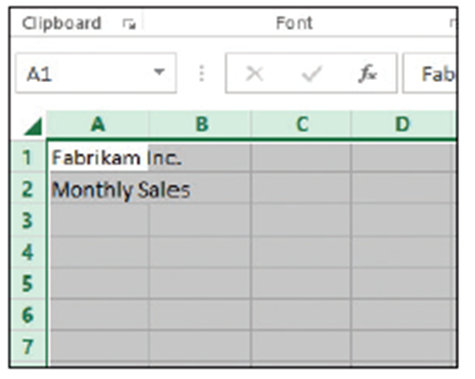 Clipboard Font
A1 fx Fab
A B C D
1 Fabrikam Inc.
2 Monthly Sales
3
4
5
6
7